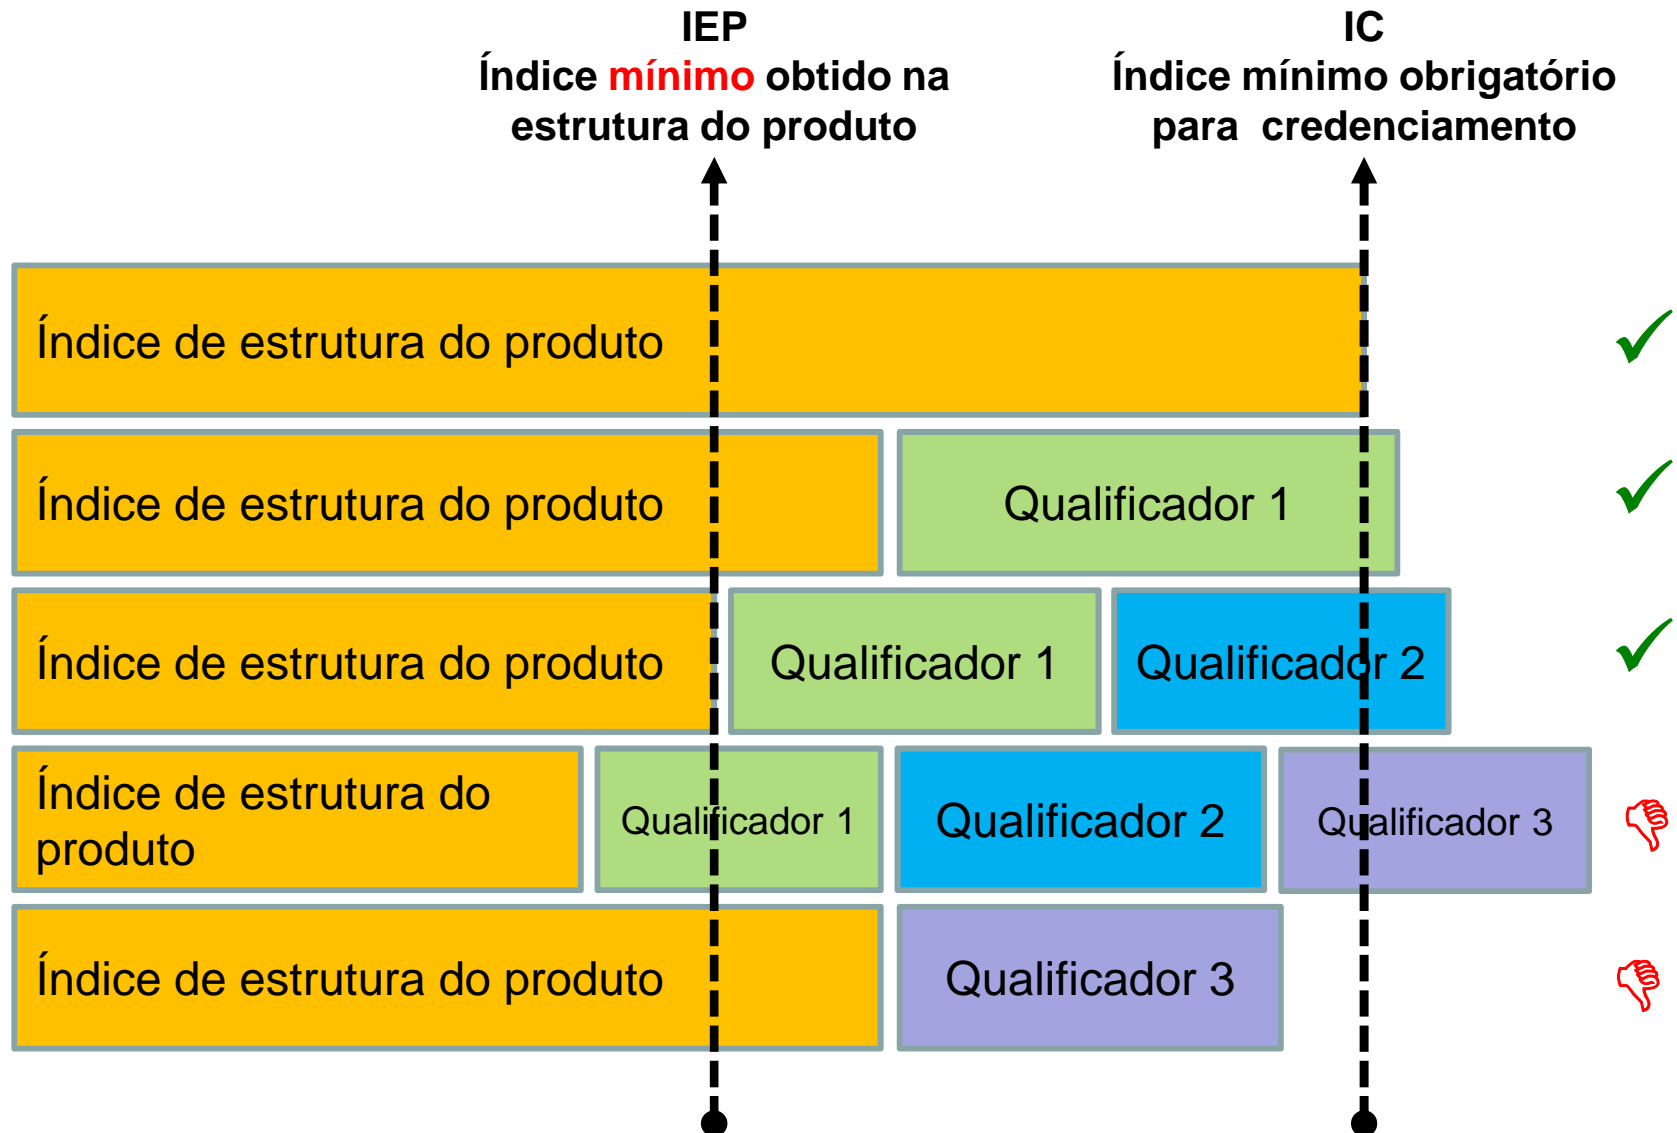 IEP
Índice mínimo obtido na
estrutura do produto
IC
Índice mínimo obrigatório
para credenciamento
Índice de estrutura do produto
Índice de estrutura do produto
Qualificador 1
Índice de estrutura do produto
Qualificador 1
Qualificador 2
Índice de estrutura do
produto
Qualificador 1
Qualificador 2
Qualificador 3
Índice de estrutura do produto
Qualificador 3